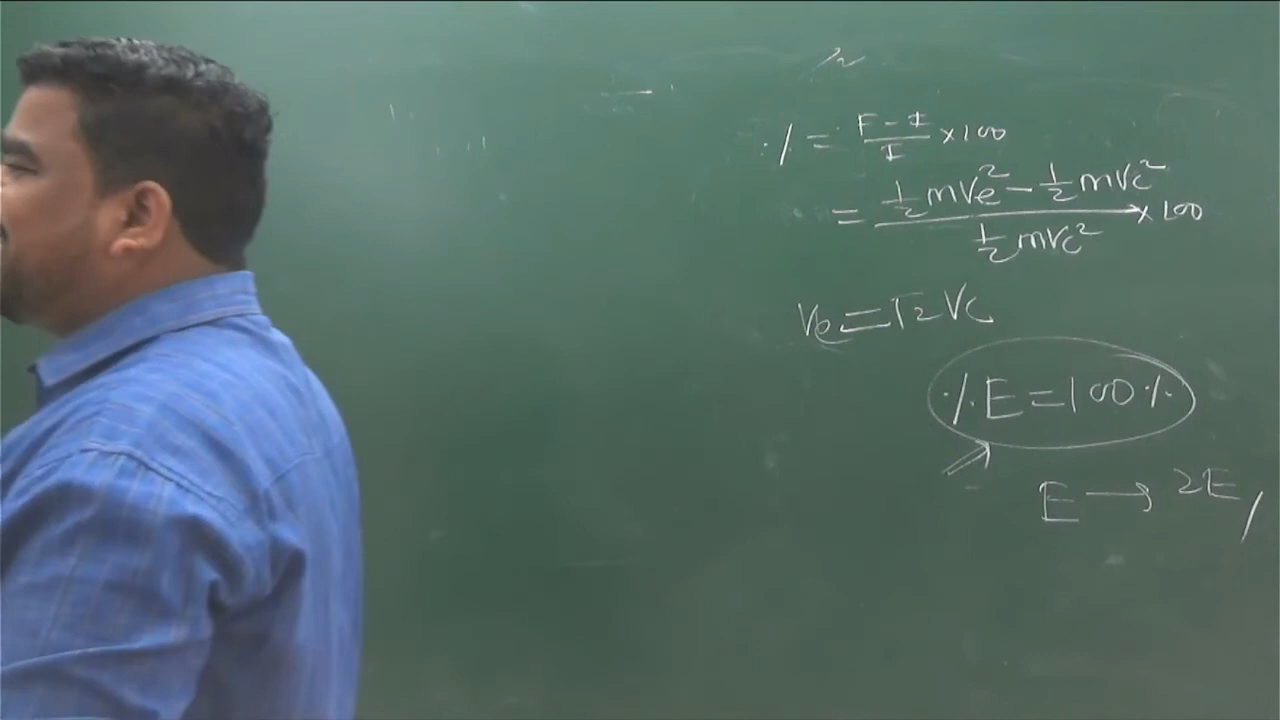 ·/· = F - I / I × 100
= ½mVe² - ½mVc² / ½mVc² × 100
Ve = √2 Vc
·/· E = 100 ·/·
E → 2E